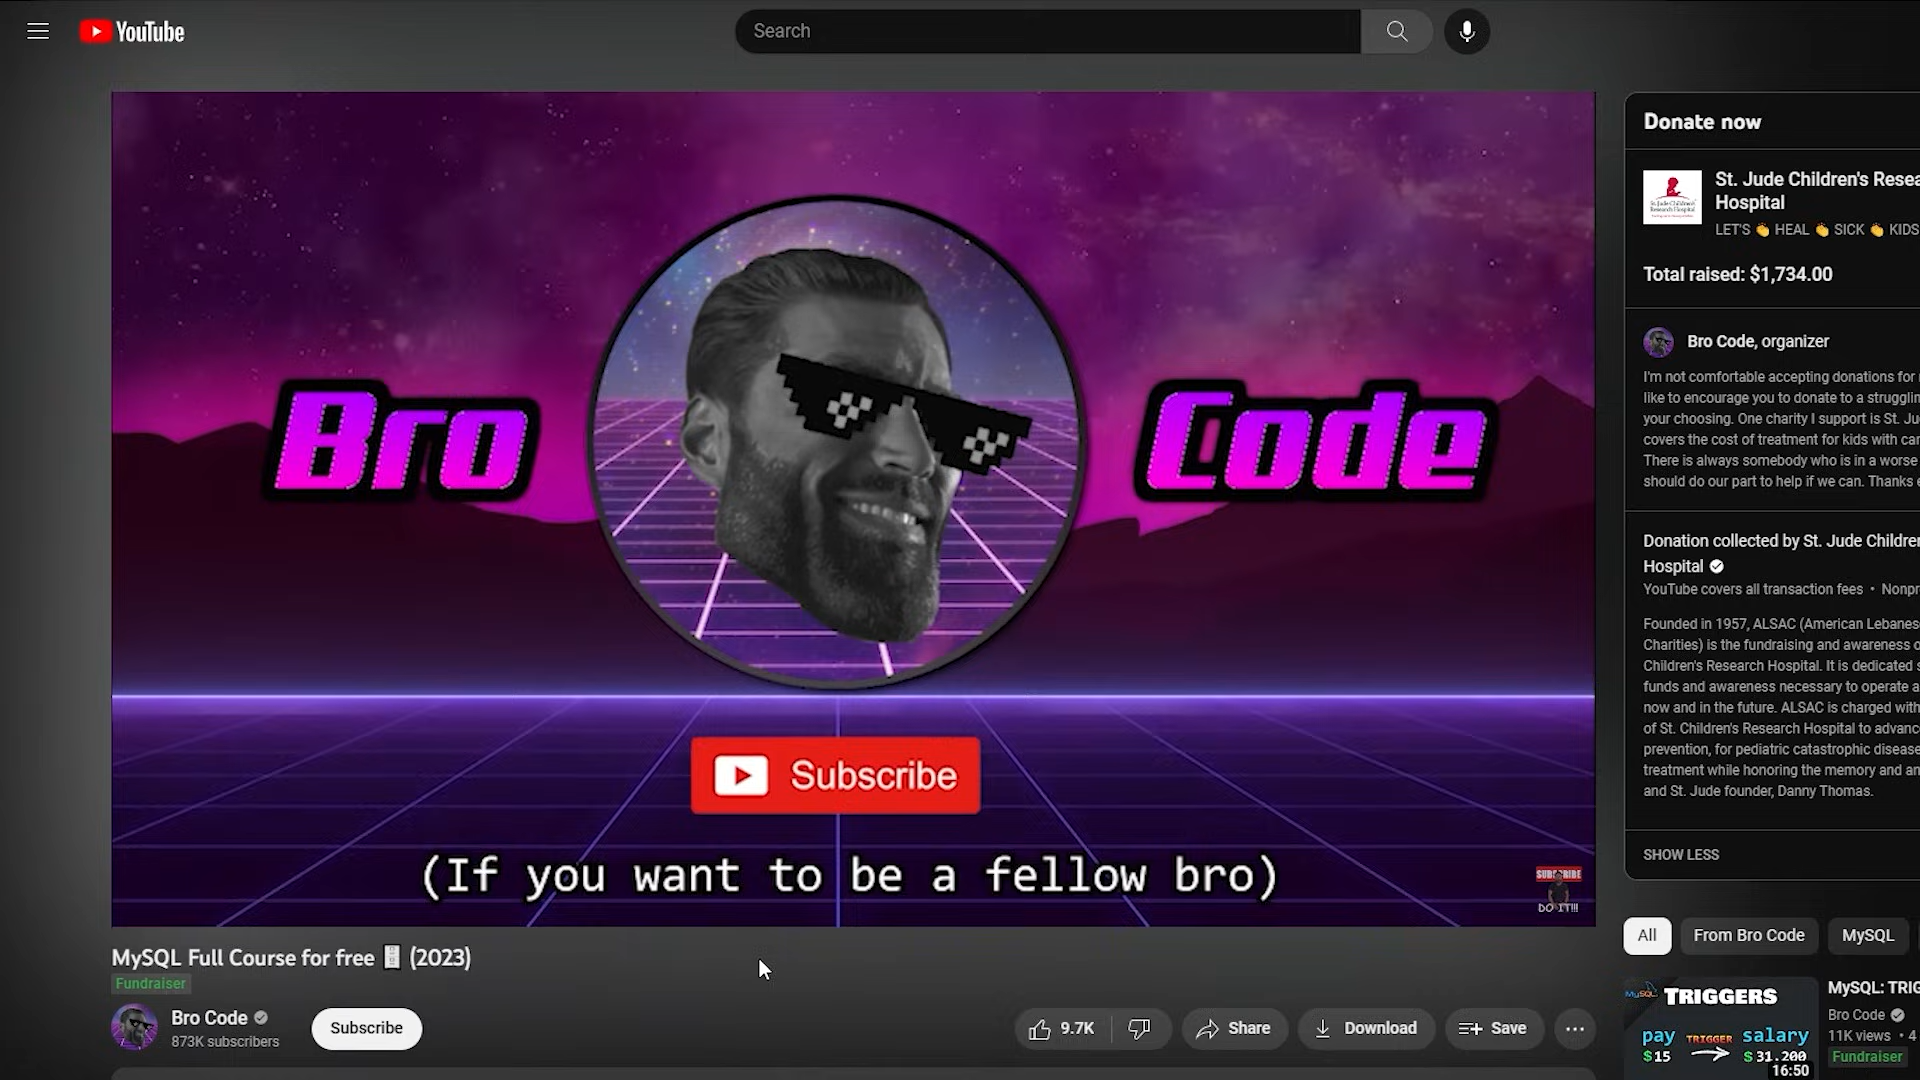 YouTube
Search
Bro
Code
Subscribe
(If you want to be a fellow bro)
SUBSCRIBE
DO IT!!!
MySQL Full Course for free (2023)
Fundraiser
Bro Code
873K subscribers
Subscribe
9.7K
Share
Download
Save
Donate now
St. Jude Children's Resea
Hospital
LET'S 👏 HEAL 👏 SICK 👏 KIDS
Total raised: $1,734.00
Bro Code, organizer
I'm not comfortable accepting donations for
like to encourage you to donate to a strugglin
your choosing. One charity I support is St. Ju
covers the cost of treatment for kids with can
There is always somebody who is in a worse
should do our part to help if we can. Thanks
Donation collected by St. Jude Childre
Hospital
YouTube covers all transaction fees • Nonpr
Founded in 1957, ALSAC (American Lebanes
Charities) is the fundraising and awareness o
Children's Research Hospital. It is dedicated s
funds and awareness necessary to operate a
now and in the future. ALSAC is charged with
of St. Children's Research Hospital to advanc
prevention, for pediatric catastrophic disease
treatment while honoring the memory and
and St. Jude founder, Danny Thomas.
SHOW LESS
All
From Bro Code
MySQL
MySQL TRIGGERS
pay TRIGGER salary
$15 $31.200
16:50
MySQL: TRIG
Bro Code
11K views • 4
Fundraiser